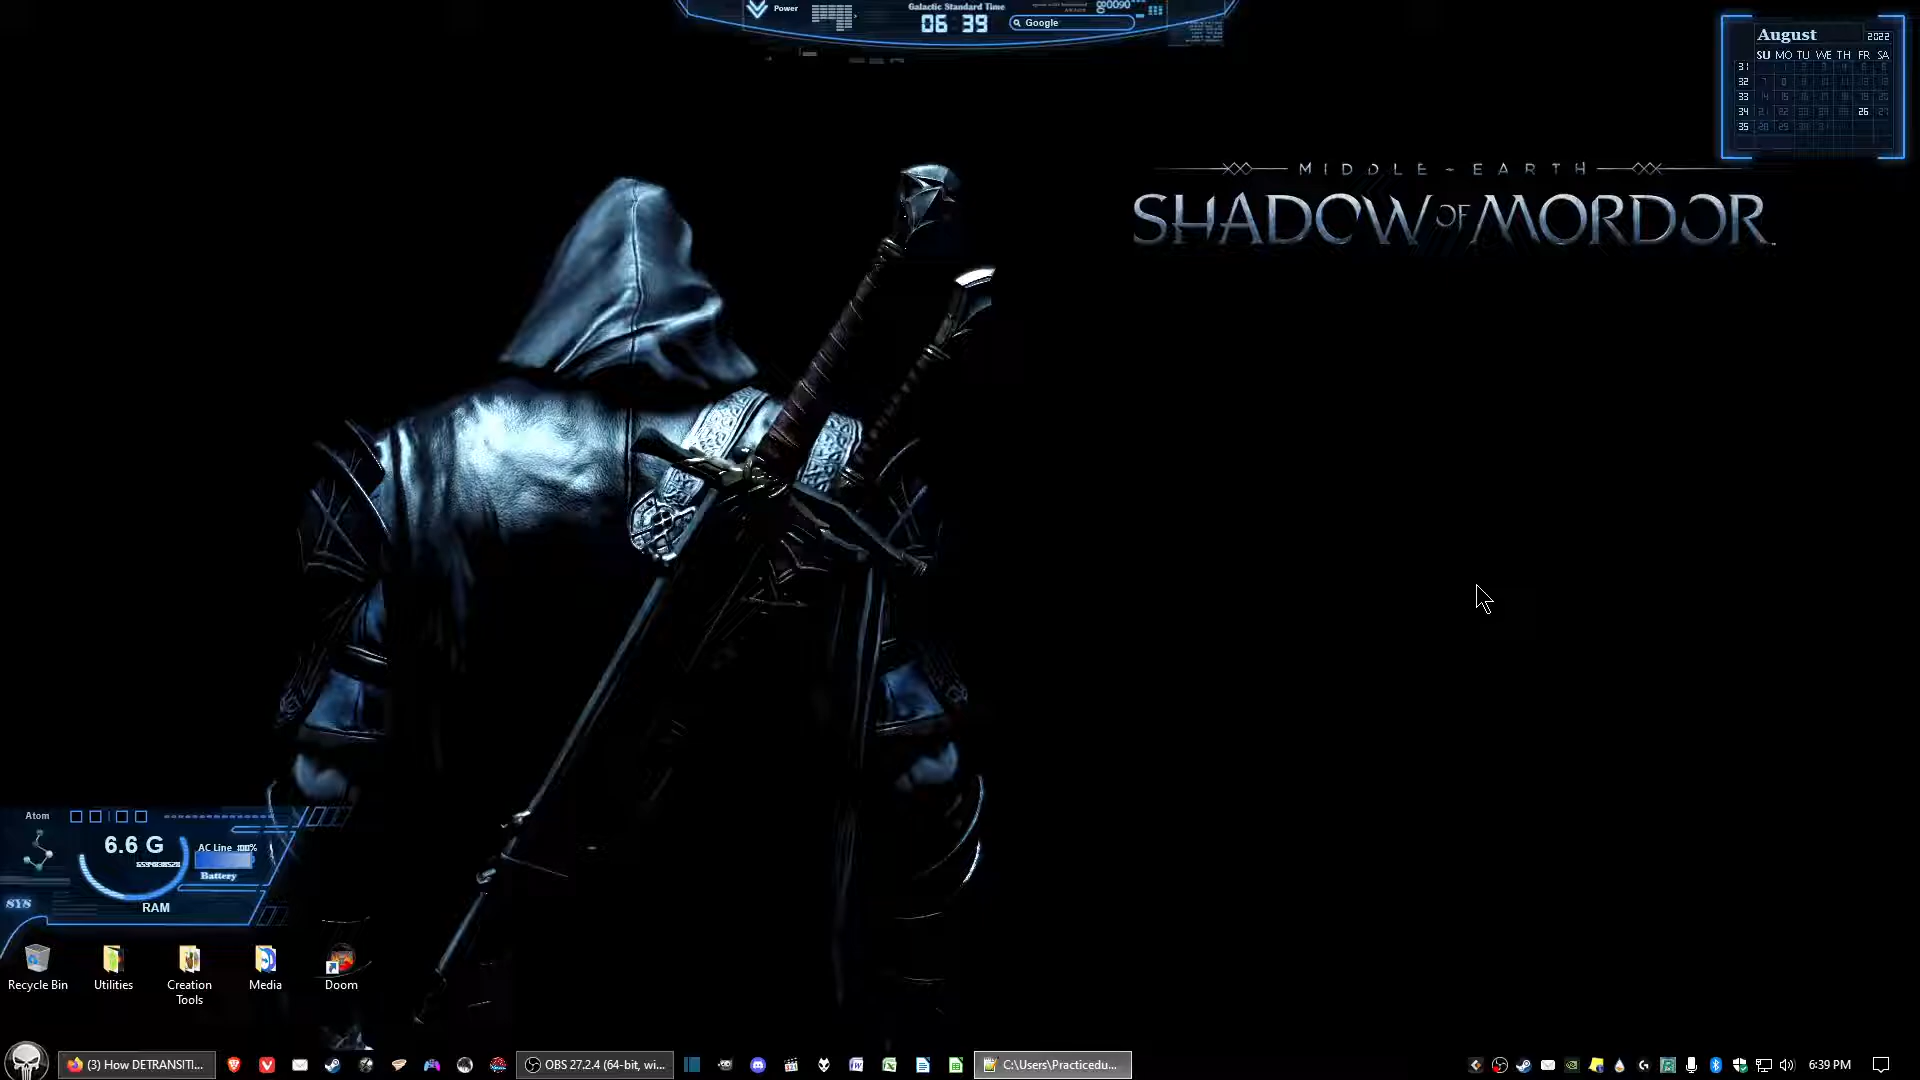 Power
Galactic Standard Time
06 39
Google
August 2022
SU MO TU WE TH FR SA
31
32
33
34 26
35
MIDDLE - EARTH
SHADOW OF MORDOR
Atom
6.6 G
AC Line 100%
Battery
SYS
RAM
Recycle Bin
Utilities
Creation Tools
Media
Doom
(3) How DETRANSITI...
OBS 27.2.4 (64-bit, wi...
C:\Users\Practicedu...
6:39 PM